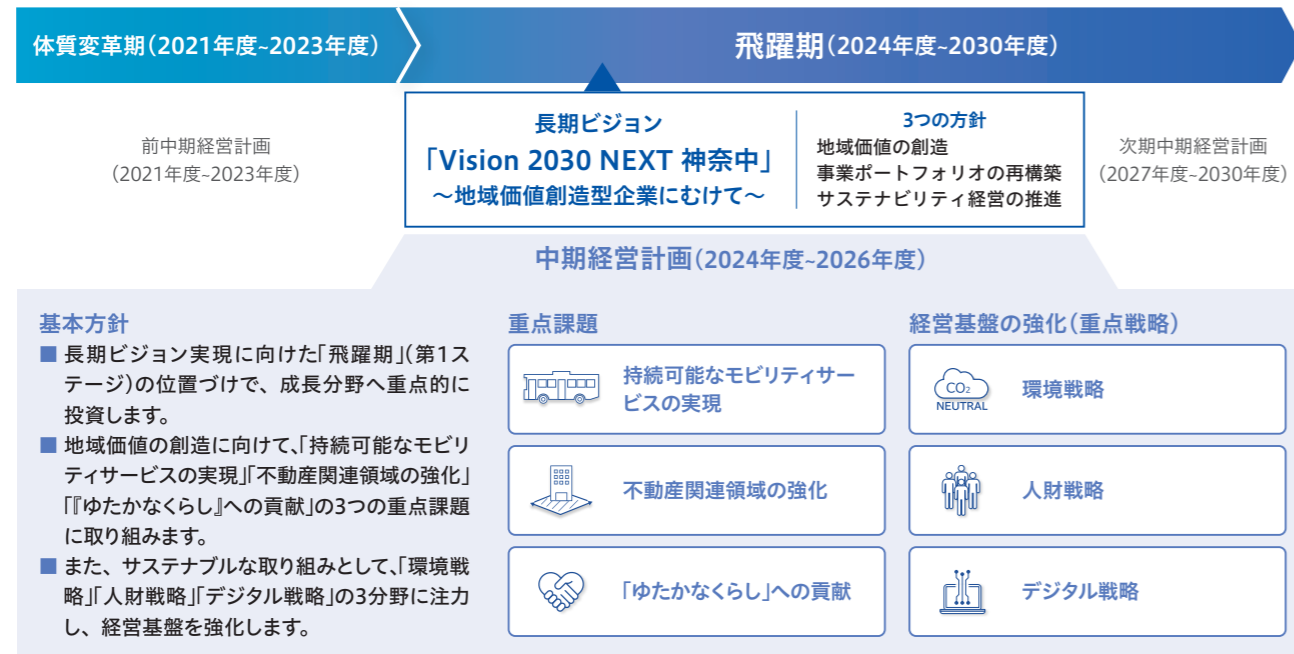 体質変革期(2021年度~2023年度)
飛躍期(2024年度~2030年度)
前中期経営計画
(2021年度~2023年度)
長期ビジョン
「Vision 2030 NEXT 神奈中」
～地域価値創造型企業にむけて～
3つの方針
地域価値の創造
事業ポートフォリオの再構築
サステナビリティ経営の推進
次期中期経営計画
(2027年度~2030年度)
中期経営計画(2024年度~2026年度)
基本方針
■ 長期ビジョン実現に向けた「飛躍期」(第1ス
テージ)の位置づけで、成長分野へ重点的に
投資します。
■ 地域価値の創造に向けて、「持続可能なモビリ
ティサービスの実現」「不動産関連領域の強化」
「『ゆたかなくらし』への貢献」の3つの重点課題
に取り組みます。
■ また、サステナブルな取り組みとして、「環境戦
略」「人財戦略」「デジタル戦略」の3分野に注力
し、経営基盤を強化します。
重点課題
持続可能なモビリティサー
ビスの実現
不動産関連領域の強化
「ゆたかなくらし」への貢献
経営基盤の強化(重点戦略)
CO₂
NEUTRAL
環境戦略
人財戦略
デジタル戦略